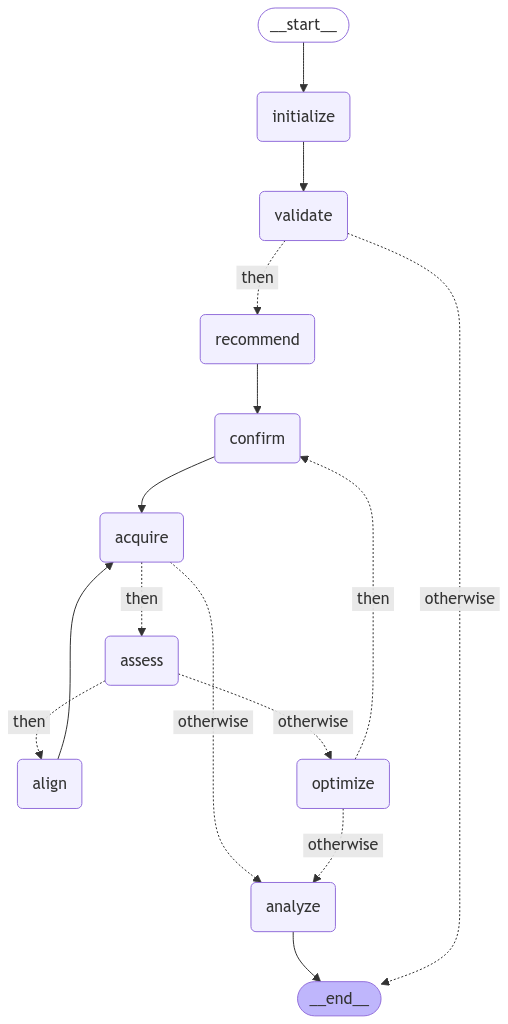 __start__
initialize
validate
then
recommend
confirm
acquire
then
then
otherwise
assess
then
otherwise
otherwise
align
optimize
otherwise
analyze
__end__